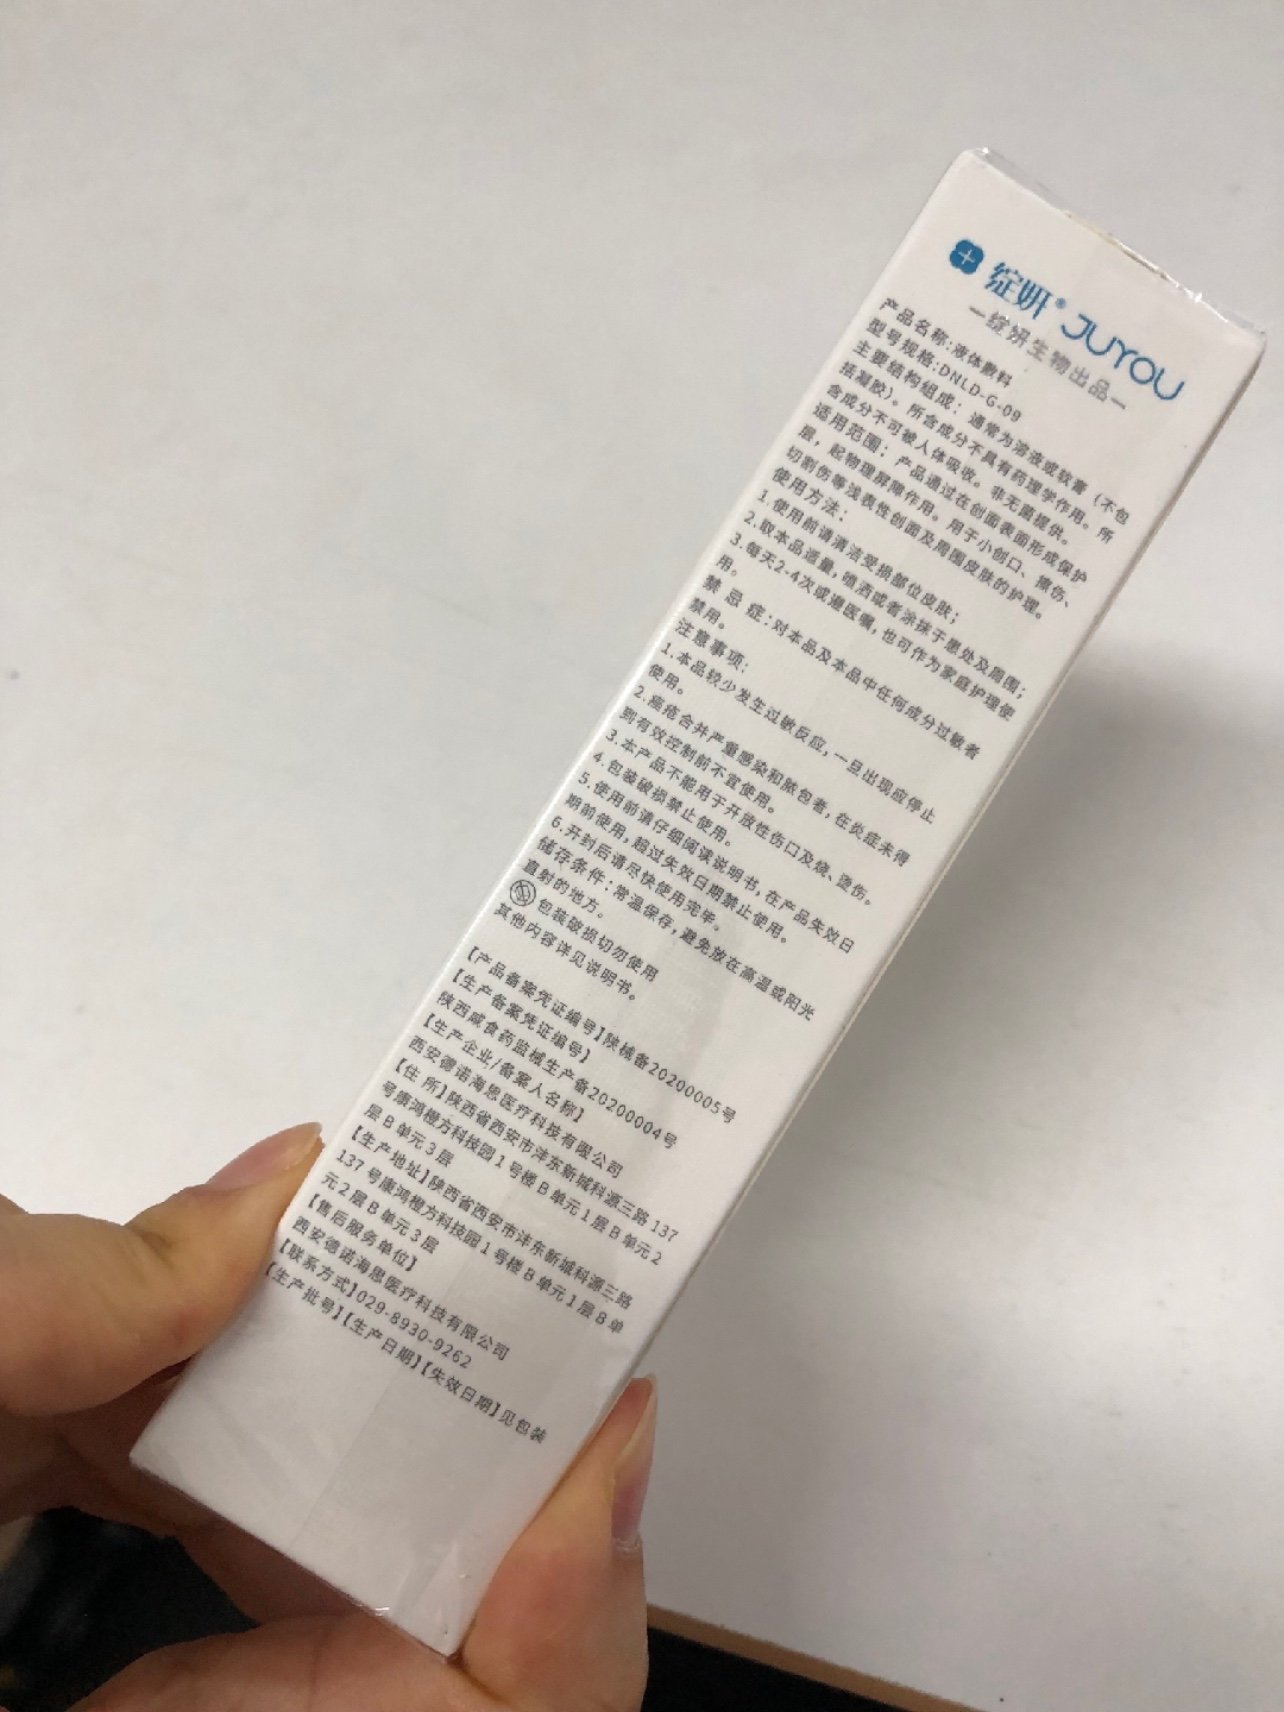 绽妍® JUYOU
—绽妍生物出品—
产品名称:液体敷料
型号规格:DNLD-G-09
主要结构组成：通常为溶液或软膏（不包
括凝胶）。所含成分不具有药理学作用。所
含成分不可被人体吸收。非无菌提供。
适用范围：产品通过在创面表面形成保护
层，起物理屏障作用。用于小创口、擦伤、
切割伤等浅表性创面及周围皮肤的护理。
使用方法：
1.使用前请清洁受损部位皮肤；
2.取本品适量，喷洒或者涂抹于患处及周围；
3.每天2-4次或遵医嘱，也可作为家庭护理使
用。
禁 忌 症：对本品及本品中任何成分过敏者
禁用。
注意事项：
1.本品较少发生过敏反应，一旦出现应停止
使用。
2.痤疮合并严重感染和脓包者，在炎症未得
到有效控制前不宜使用。
3.本产品不能用于开放性伤口及烧、烫伤。
4.包装破损禁止使用。
5.使用前请仔细阅读说明书，在产品失效日
期前使用，超过失效日期禁止使用。
6.开封后请尽快使用完毕。
储存条件：常温保存，避免放在高温或阳光
直射的地方。
包装破损切勿使用
其他内容详见说明书。
【产品备案凭证编号】陕械备20200005号
【生产备案凭证编号】
陕西咸食药监械生产备20200004号
【生产企业/备案人名称】
西安德诺海思医疗科技有限公司
【住 所】陕西省西安市沣东新城科源三路 137
号康鸿橙方科技园 1 号楼 B 单元 1 层 B 单元 2
层 B 单元 3 层
【生产地址】陕西省西安市沣东新城科源三路
137 号康鸿橙方科技园 1 号楼 B 单元 1 层 B 单
元 2 层 B 单元 3 层
【售后服务单位】
西安德诺海思医疗科技有限公司
【联系方式】029-8930-9262
【生产批号】【生产日期】【失效日期】见包装